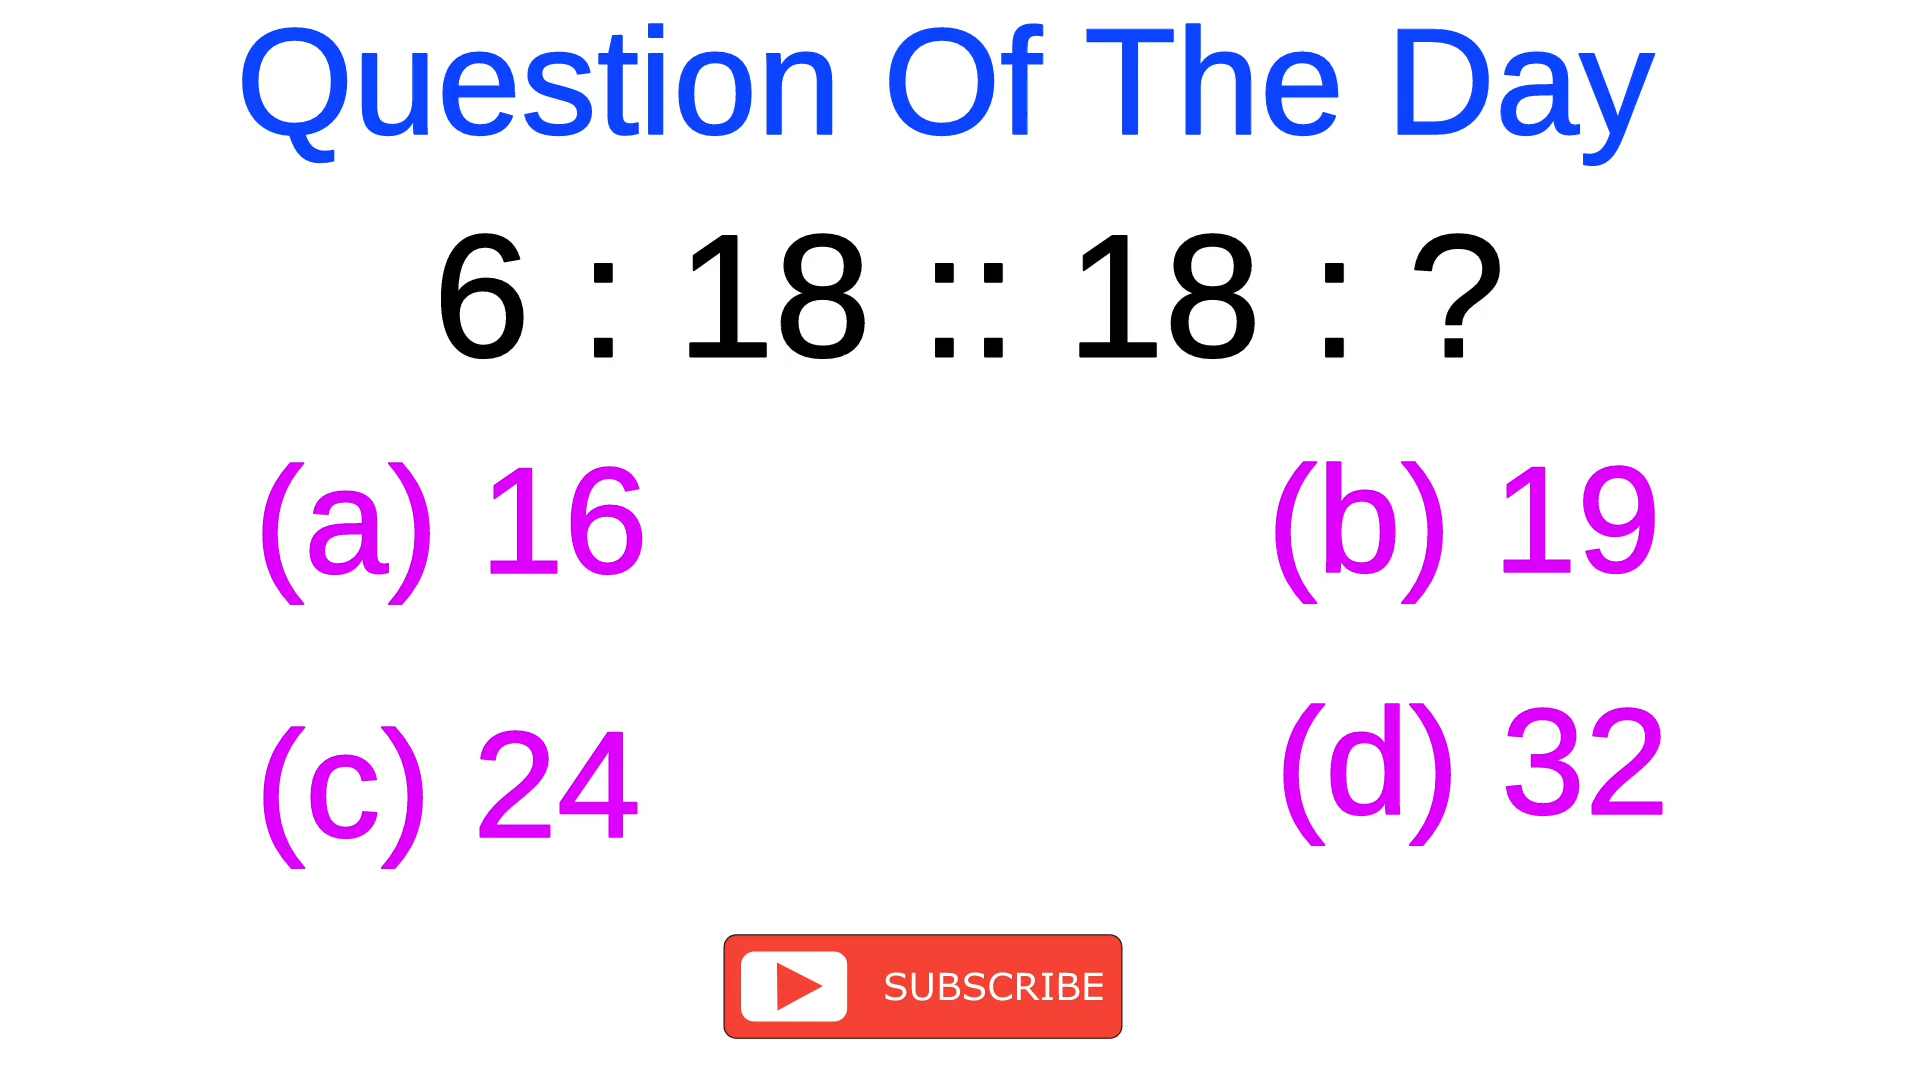 Question Of The Day
6 : 18 :: 18 : ?
(a) 16
(b) 19
(c) 24
(d) 32
SUBSCRIBE